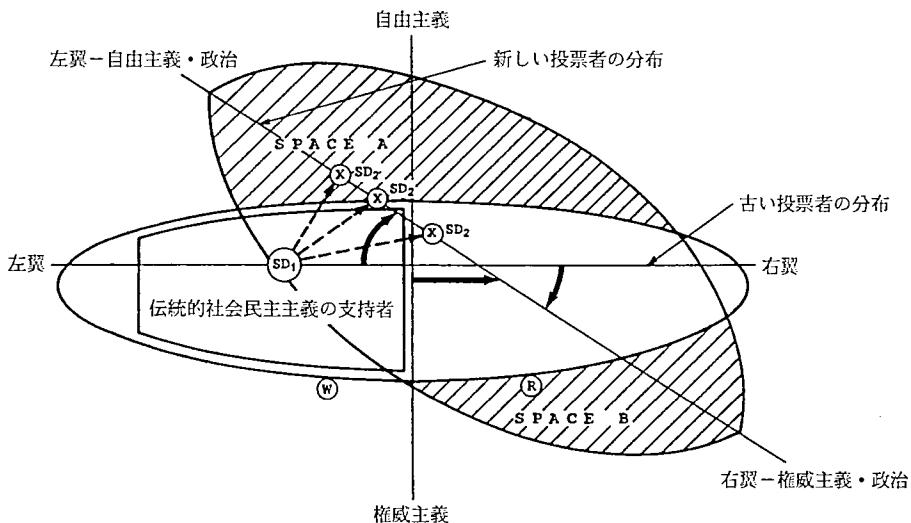 自由主義
左翼-自由主義・政治
新しい投票者の分布
SPACE A
X SD2
X SD2
古い投票者の分布
X SD2
左翼
SD1
右翼
伝統的社会民主主義の支持者
W
R
SPACE B
右翼-権威主義・政治
権威主義